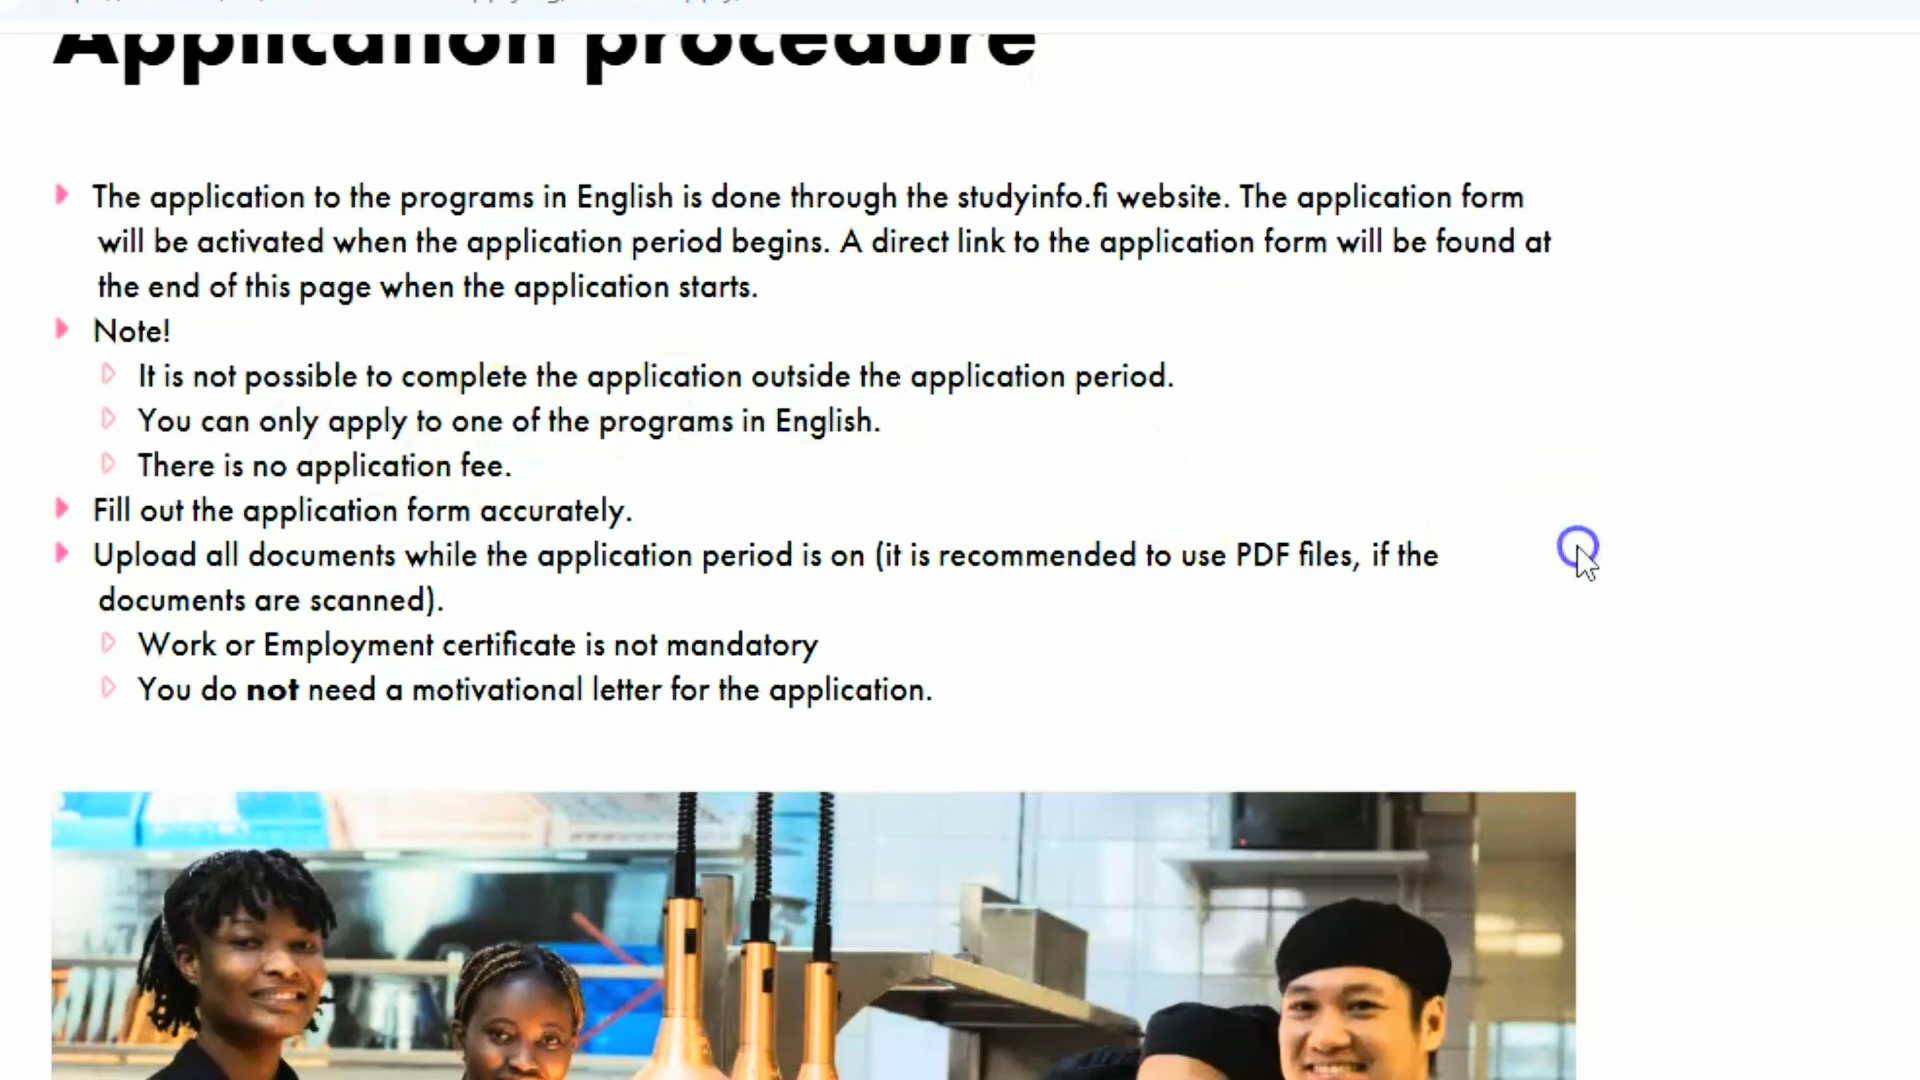 Application procedure
The application to the programs in English is done through the studyinfo.fi website. The application form
will be activated when the application period begins. A direct link to the application form will be found at
the end of this page when the application starts.
Note!
It is not possible to complete the application outside the application period.
You can only apply to one of the programs in English.
There is no application fee.
Fill out the application form accurately.
Upload all documents while the application period is on (it is recommended to use PDF files, if the
documents are scanned).
Work or Employment certificate is not mandatory
You do not need a motivational letter for the application.